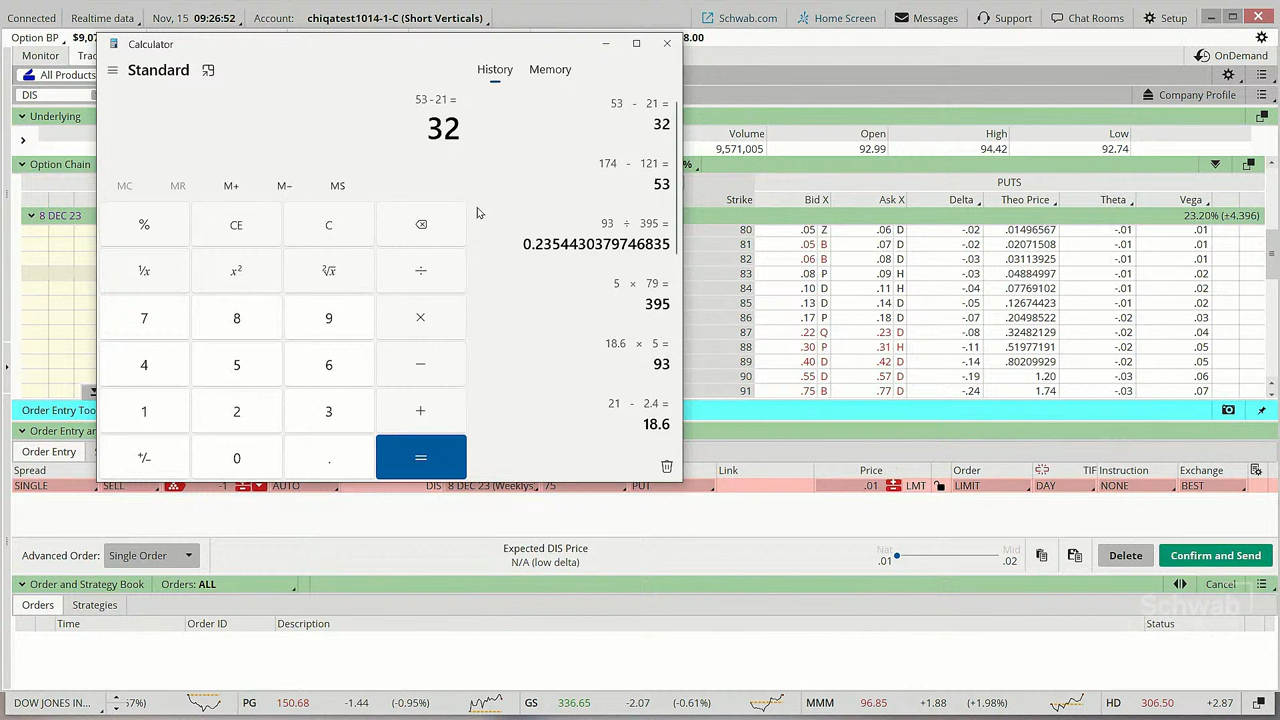 Connected Realtime data Nov, 15 09:26:52 Account: chiqatest1014-1-C (Short Verticals) Schwab.com Home Screen Messages Support Chat Rooms Setup
Option BP
Monitor OnDemand
All Products
DIS Company Profile
Underlying
Volume Open High Low
9,571,005 92.99 94.42 92.74
Option Chain
PUTS
Strike Bid X Ask X Delta Theo Price Theta Vega
8 DEC 23 23.20% (±4.396)
80 .05 Z .06 D -.02 .01496567 -.01 .01
81 .05 B .07 D -.02 .02071508 -.01 .01
82 .06 B .08 D -.03 .03113935 -.01 .01
83 .08 P .09 H -.03 .04884997 -.01 .02
84 .10 D .11 H -.04 .07769102 -.01 .02
85 .13 D .14 D -.05 .12674423 -.01 .02
86 .17 P .18 D -.07 .20498522 -.02 .03
87 .22 Q .23 D -.08 .32482129 -.02 .04
88 .30 P .31 H -.11 .51977191 -.02 .05
89 .40 D .42 D -.14 .80209929 -.02 .05
90 .55 D .57 D -.19 1.20 -.03 .06
91 .75 B .77 D -.24 1.74 -.03 .07
Calculator
Standard
History Memory
53 - 21 =
32
MC MR M+ M− MS
% CE C
¹/x x² ²√x ÷
7 8 9 ×
4 5 6 −
1 2 3 +
+/− 0 . =
53 - 21 =
32
174 - 121 =
53
93 ÷ 395 =
0.2354430379746835
5 × 79 =
395
18.6 × 5 =
93
21 - 2.4 =
18.6
Order Entry Too
Order Entry an
Order Entry
Spread Link Price Order TIF Instruction Exchange
SINGLE SELL -1 AUTO DIS 8 DEC 23 (Weeklys) 75 PUT .01 LMT LIMIT DAY NONE BEST
Advanced Order: Single Order Expected DIS Price Nat Mid Delete Confirm and Send
N/A (low delta) .01 .02
Order and Strategy Book Orders: ALL Cancel
Schwab
Orders Strategies
Time Order ID Description Status
DOW JONES IN... PG 150.68 -1.44 (-0.95%) GS 336.65 -2.07 (-0.61%) MMM 96.85 (+1.98%) HD 306.50 +2.87